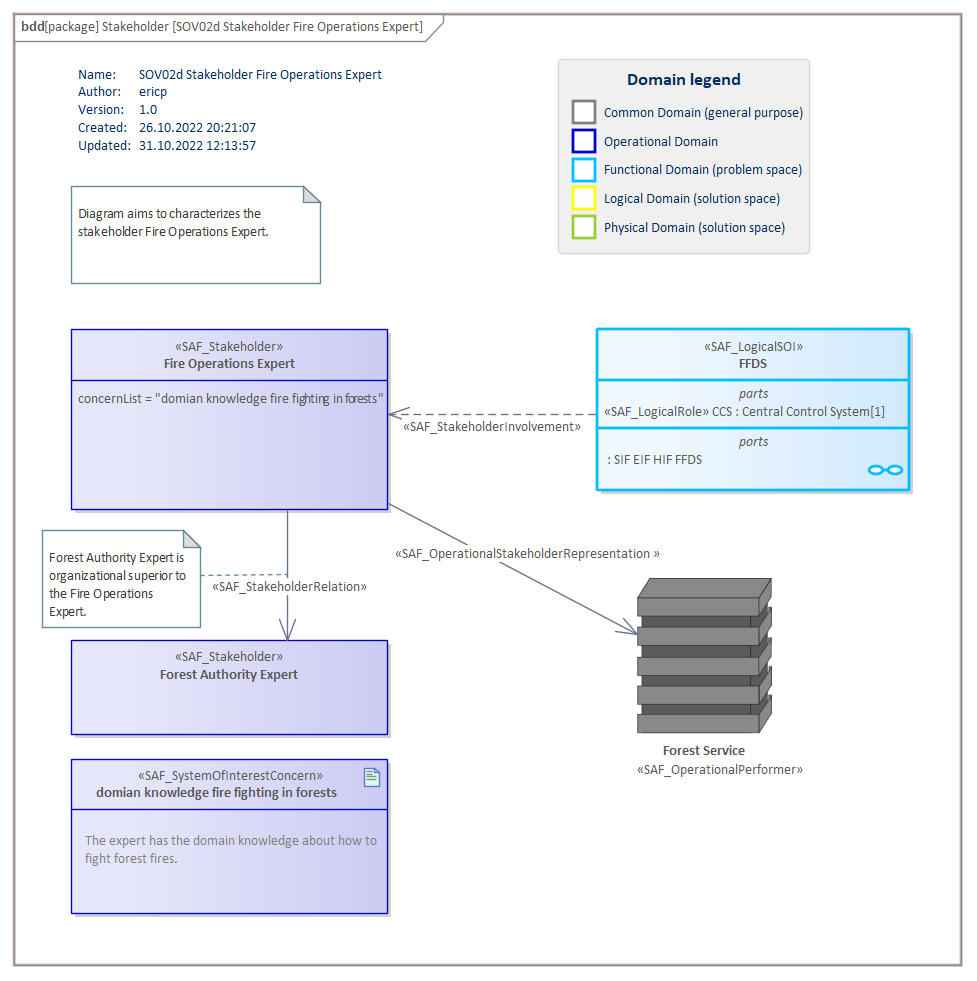 bdd[package] Stakeholder [SOV02d Stakeholder Fire Operations Expert]
Name: SOV02d Stakeholder Fire Operations Expert
Author: ericp
Version: 1.0
Created: 26.10.2022 20:21:07
Updated: 31.10.2022 12:13:57
Domain legend
Common Domain (general purpose)
Operational Domain
Functional Domain (problem space)
Logical Domain (solution space)
Physical Domain (solution space)
Diagram aims to characterizes the
stakeholder Fire Operations Expert.
«SAF_Stakeholder»
Fire Operations Expert
concernList = "domian knowledge fire fighting in forests"
«SAF_LogicalSOI»
FFDS
parts
«SAF_LogicalRole» CCS : Central Control System[1]
ports
: SIF EIF HIF FFDS
«SAF_StakeholderInvolvement»
«SAF_OperationalStakeholderRepresentation »
Forest Authority Expert is
organizational superior to
the Fire Operations
Expert.
«SAF_StakeholderRelation»
«SAF_Stakeholder»
Forest Authority Expert
Forest Service
«SAF_OperationalPerformer»
«SAF_SystemOfInterestConcern»
domian knowledge fire fighting in forests
The expert has the domain knowledge about how to
fight forest fires.